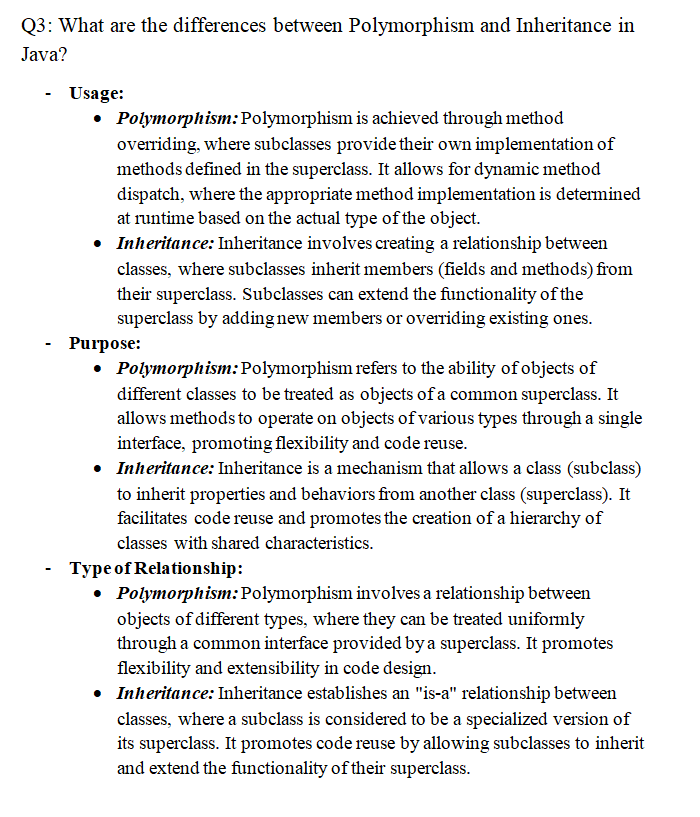 Q3: What are the differences between Polymorphism and Inheritance in
Java?
- Usage:
• Polymorphism: Polymorphism is achieved through method
overriding, where subclasses provide their own implementation of
methods defined in the superclass. It allows for dynamic method
dispatch, where the appropriate method implementation is determined
at runtime based on the actual type of the object.
• Inheritance: Inheritance involves creating a relationship between
classes, where subclasses inherit members (fields and methods) from
their superclass. Subclasses can extend the functionality of the
superclass by adding new members or overriding existing ones.
- Purpose:
• Polymorphism: Polymorphism refers to the ability of objects of
different classes to be treated as objects of a common superclass. It
allows methods to operate on objects of various types through a single
interface, promoting flexibility and code reuse.
• Inheritance: Inheritance is a mechanism that allows a class (subclass)
to inherit properties and behaviors from another class (superclass). It
facilitates code reuse and promotes the creation of a hierarchy of
classes with shared characteristics.
- Type of Relationship:
• Polymorphism: Polymorphism involves a relationship between
objects of different types, where they can be treated uniformly
through a common interface provided by a superclass. It promotes
flexibility and extensibility in code design.
• Inheritance: Inheritance establishes an "is-a" relationship between
classes, where a subclass is considered to be a specialized version of
its superclass. It promotes code reuse by allowing subclasses to inherit
and extend the functionality of their superclass.